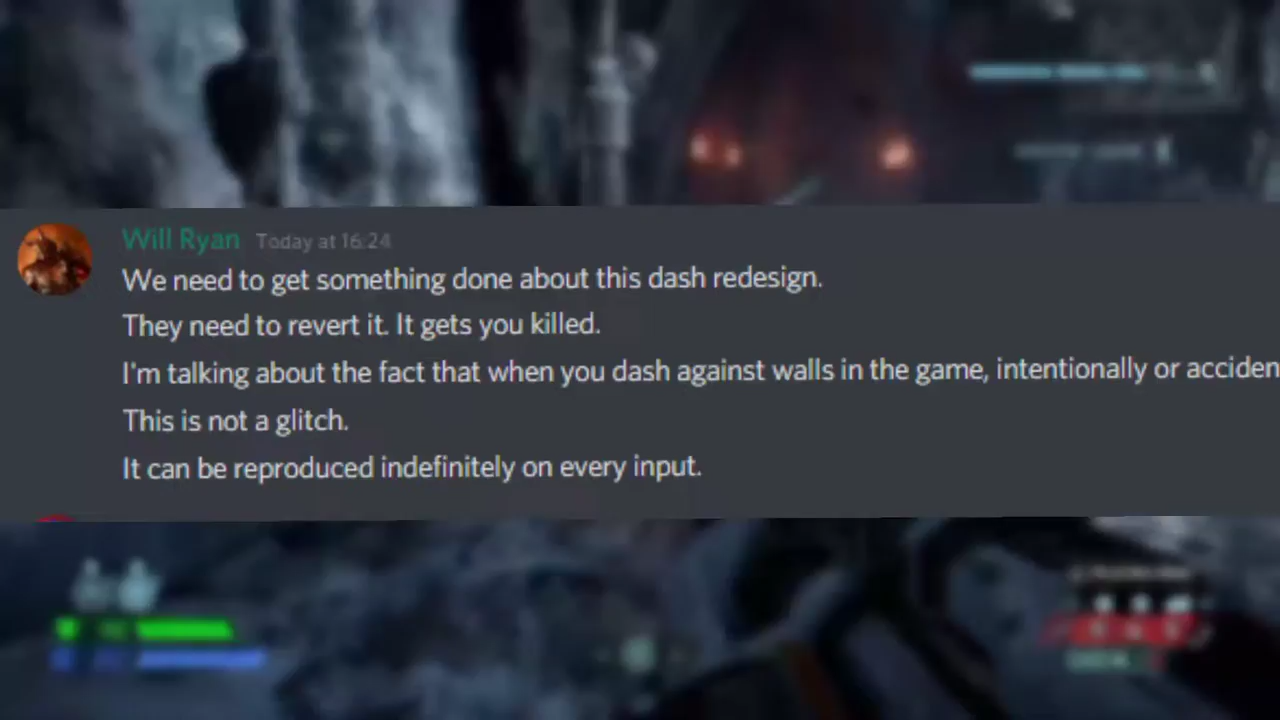 Will Ryan Today at 16:24
We need to get something done about this dash redesign.
They need to revert it. It gets you killed.
I'm talking about the fact that when you dash against walls in the game, intentionally or acciden
This is not a glitch.
It can be reproduced indefinitely on every input.